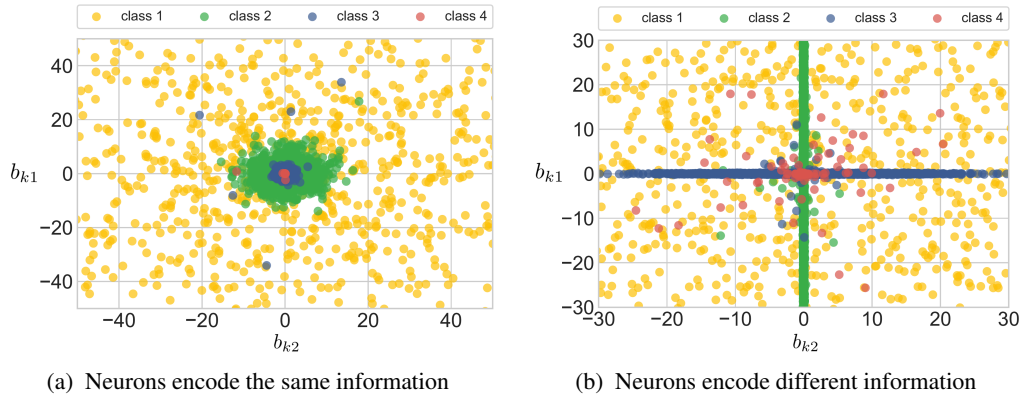 class 1 class 2 class 3 class 4
40
20
0
−20
−40
b_{k1}
−40 −20 0 20 40
b_{k2}
(a) Neurons encode the same information
class 1 class 2 class 3 class 4
30
20
10
0
−10
−20
−30
b_{k1}
−30 −20 −10 0 10 20 30
b_{k2}
(b) Neurons encode different information